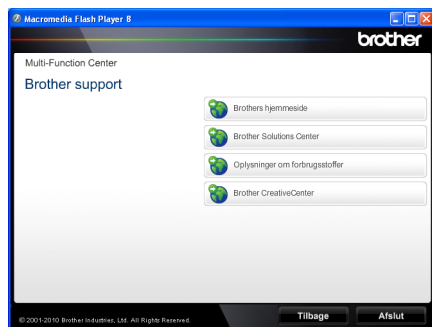 Macromedia Flash Player 8
brother
Multi-Function Center
Brother support
Brothers hjemmeside
Brother Solutions Center
Oplysninger om forbrugsstoffer
Brother CreativeCenter
© 2001-2010 Brother Industries, Ltd. All Rights Reserved.
Tilbage
Afslut